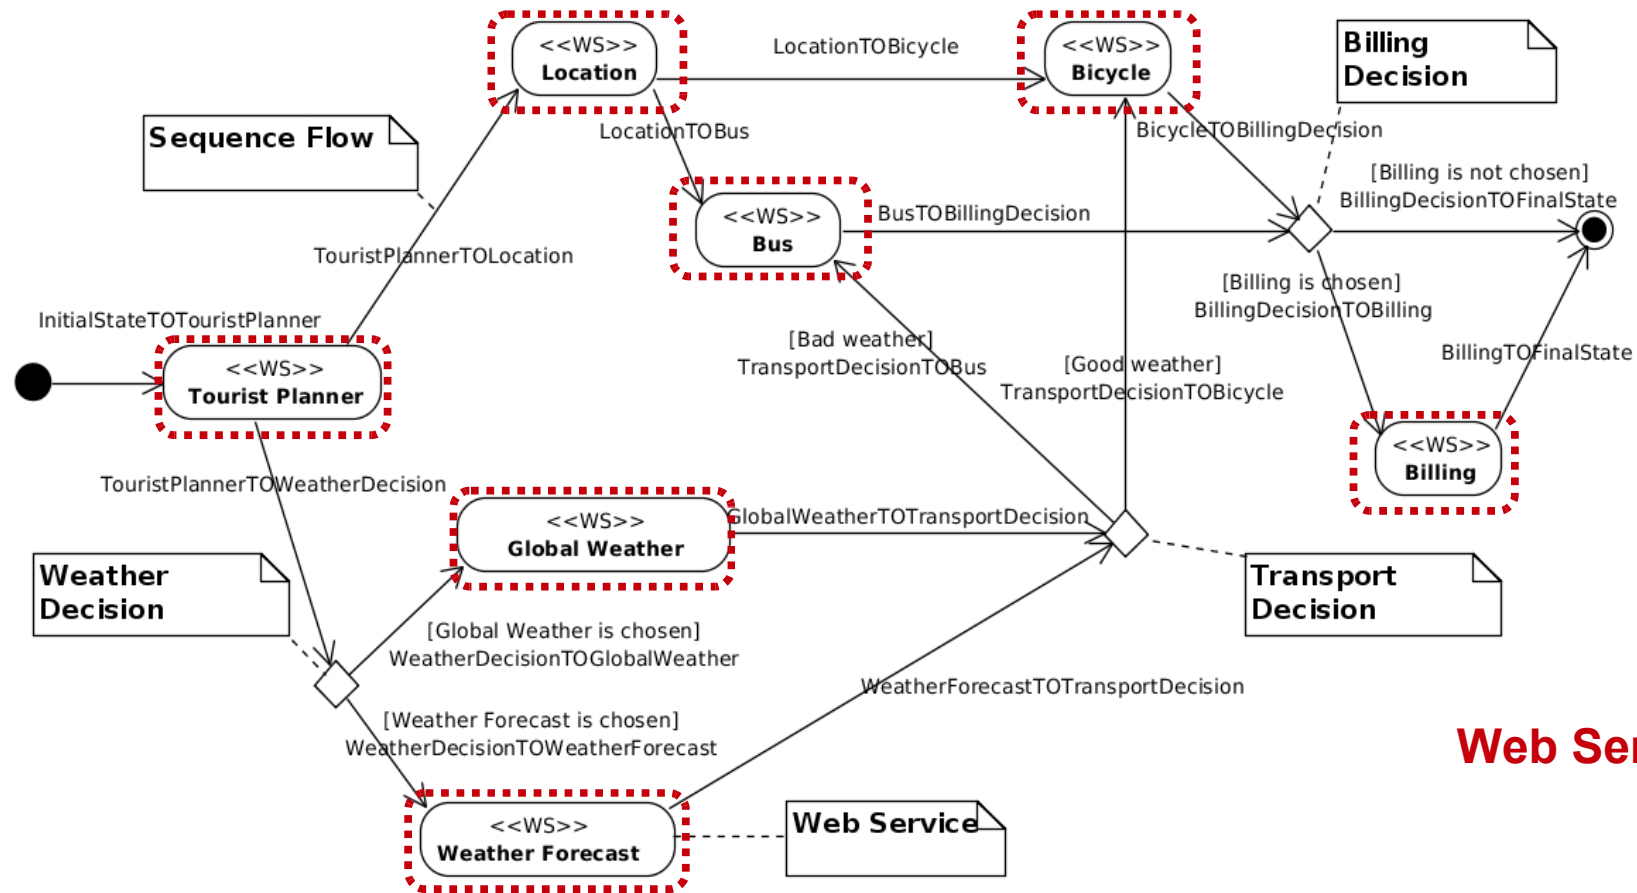 <<WS>>
Location
LocationTOBicycle
<<WS>>
Bicycle
Billing
Decision
Sequence Flow
LocationTOBus
BicycleTOBillingDecision
[Billing is not chosen]
BillingDecisionTOFinalState
<<WS>>
Bus
BusTOBillingDecision
TouristPlannerTOLocation
[Billing is chosen]
BillingDecisionTOBilling
InitialStateTOTouristPlanner
[Bad weather]
TransportDecisionTOBus
[Good weather]
TransportDecisionTOBicycle
BillingTOFinalState
<<WS>>
Tourist Planner
<<WS>>
Billing
TouristPlannerTOWeatherDecision
<<WS>>
Global Weather
GlobalWeatherTOTransportDecision
Weather
Decision
Transport
Decision
[Global Weather is chosen]
WeatherDecisionTOGlobalWeather
WeatherForecastTOTransportDecision
[Weather Forecast is chosen]
WeatherDecisionTOWeatherForecast
Web Ser
<<WS>>
Weather Forecast
Web Service